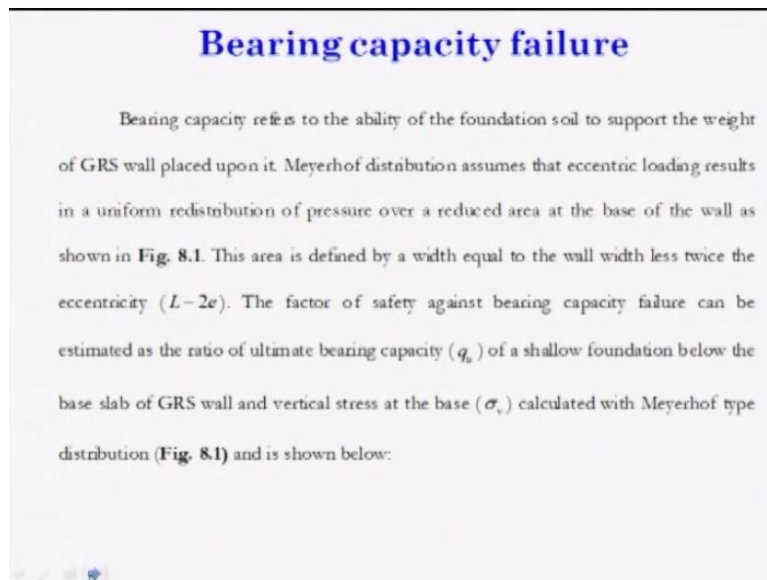 Bearing capacity failure
Bearing capacity refers to the ability of the foundation soil to support the weight
of GRS wall placed upon it. Meyerhof distribution assumes that eccentric loading results
in a uniform redistribution of pressure over a reduced area at the base of the wall as
shown in Fig. 8.1. This area is defined by a width equal to the wall width less twice the
eccentricity (L-2e). The factor of safety against bearing capacity failure can be
estimated as the ratio of ultimate bearing capacity (qᵤ) of a shallow foundation below the
base slab of GRS wall and vertical stress at the base (σᵥ) calculated with Meyerhof type
distribution (Fig. 8.1) and is shown below: